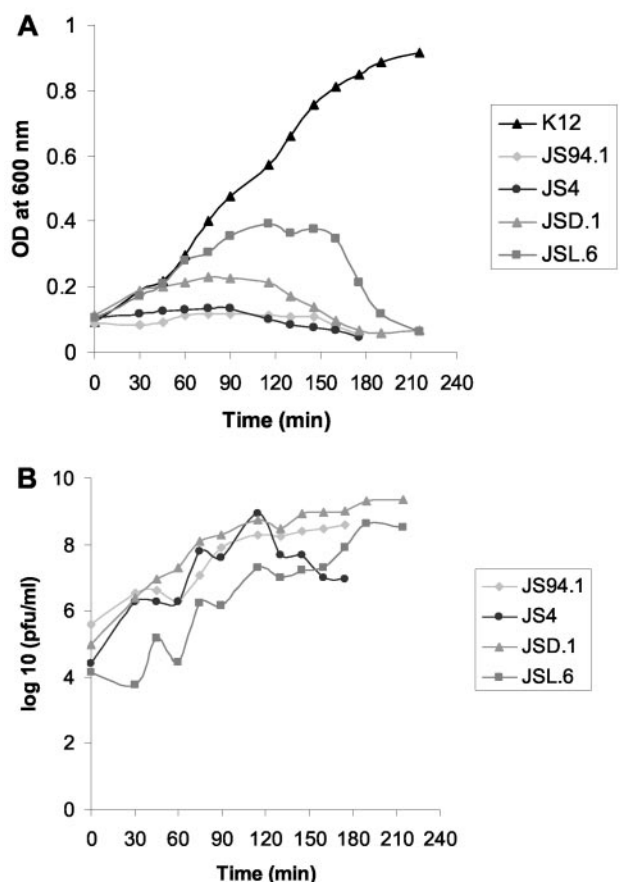 A
OD at 600 nm
1
0.8
0.6
0.4
0.2
0
0 30 60 90 120 150 180 210 240
Time (min)
K12
JS94.1
JS4
JSD.1
JSL.6
B
log 10 (pfu/ml)
10
8
6
4
2
0
0 30 60 90 120 150 180 210 240
Time (min)
JS94.1
JS4
JSD.1
JSL.6